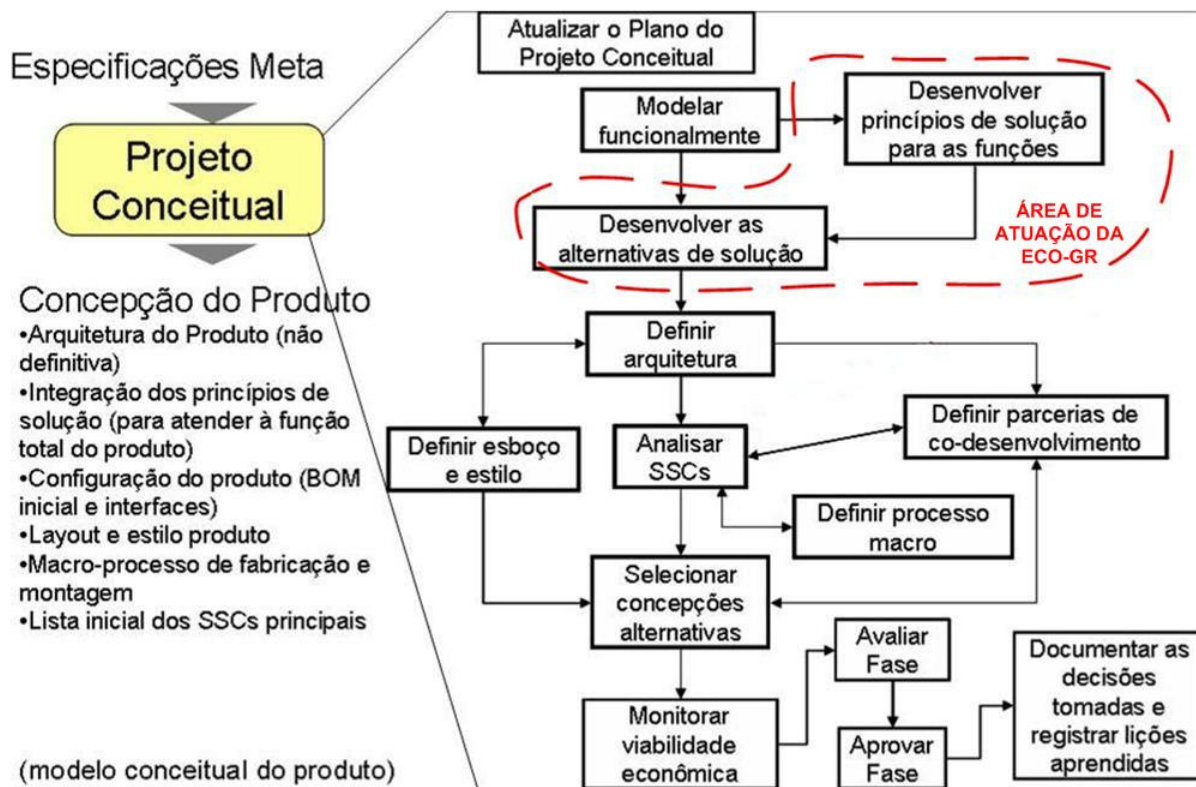 Especificações Meta
Projeto
Conceitual
Concepção do Produto
•Arquitetura do Produto (não
definitiva)
•Integração dos princípios de
solução (para atender à função
total do produto)
•Configuração do produto (BOM
inicial e interfaces)
•Layout e estilo produto
•Macro-processo de fabricação e
montagem
•Lista inicial dos SSCs principais
(modelo conceitual do produto)
Atualizar o Plano do
Projeto Conceitual
Modelar
funcionalmente
Desenvolver
princípios de solução
para as funções
Desenvolver as
alternativas de solução
ÁREA DE
ATUAÇÃO DA
ECO-GR
Definir
arquitetura
Definir esboço
e estilo
Analisar
SSCs
Definir parcerias de
co-desenvolvimento
Definir processo
macro
Selecionar
concepções
alternativas
Monitorar
viabilidade
econômica
Avaliar
Fase
Aprovar
Fase
Documentar as
decisões
tomadas e
registrar lições
aprendidas